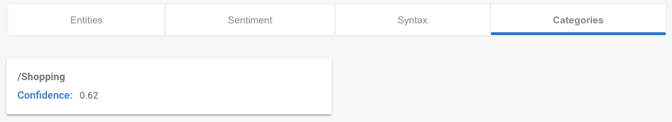 Entities Sentiment Syntax Categories
/Shopping
Confidence: 0.62